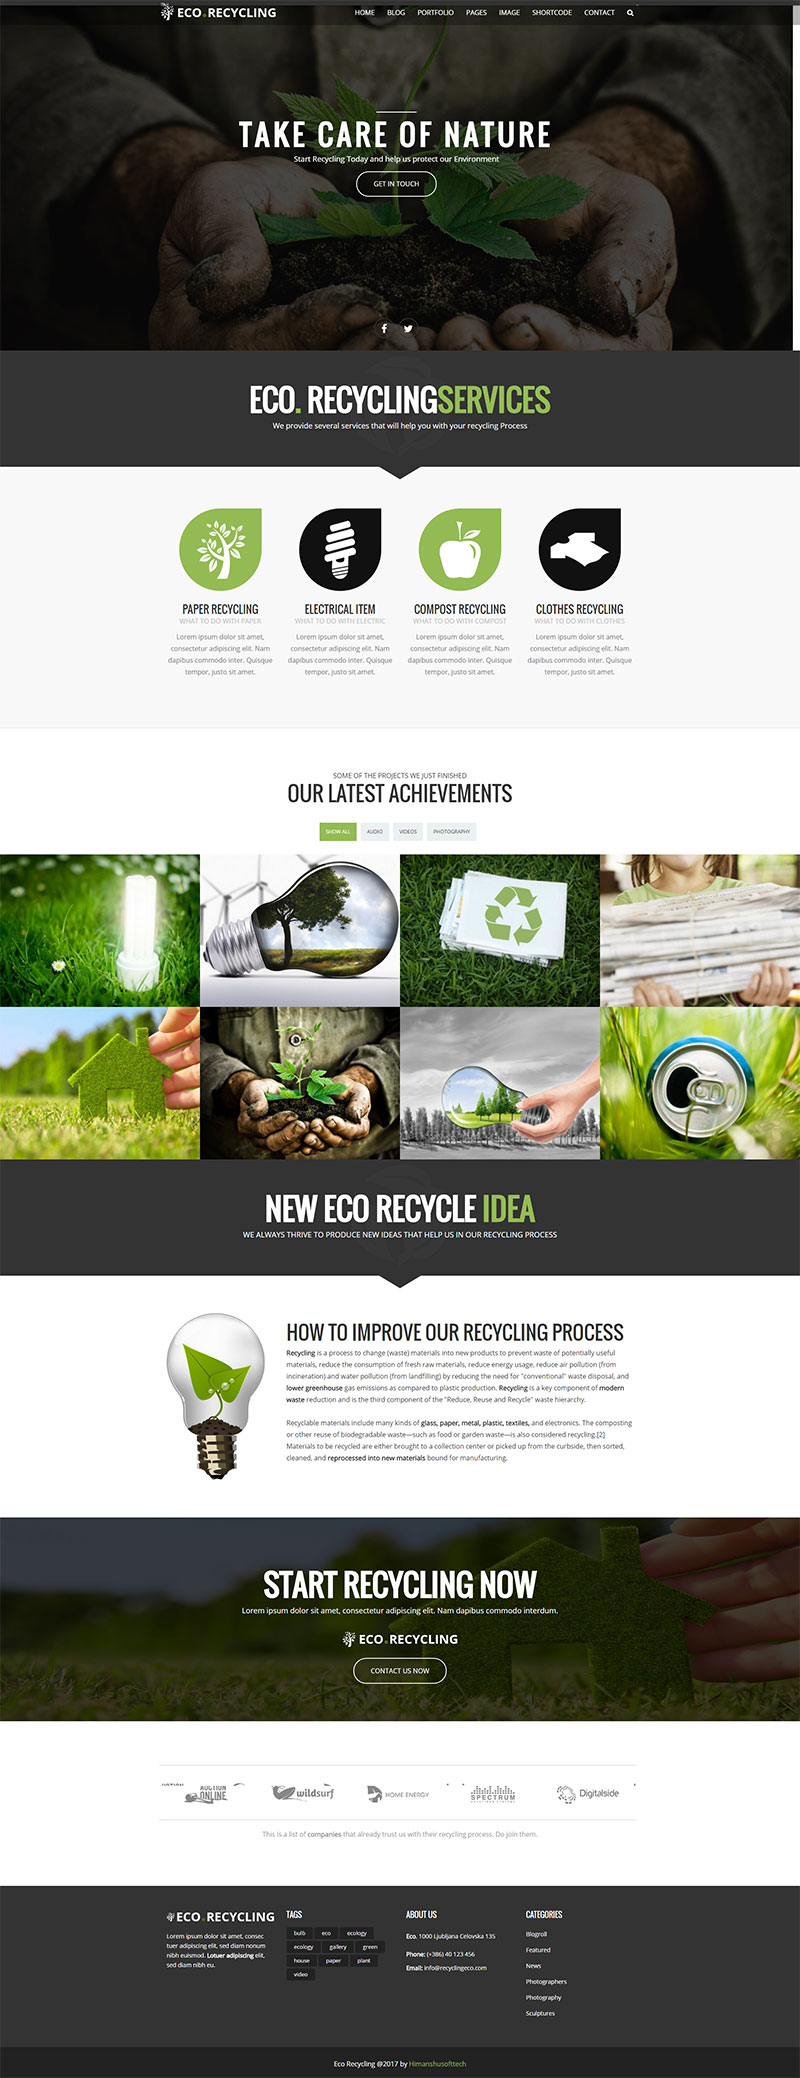 ECO.RECYCLING
HOME BLOG PORTFOLIO PAGES IMAGE SHORTCODE CONTACT
TAKE CARE OF NATURE
Start Recycling Today and help us protect our Environment
GET IN TOUCH
ECO. RECYCLINGSERVICES
We provide several services that will help you with your recycling Process
PAPER RECYCLING
WHAT TO DO WITH PAPER
Lorem ipsum dolor sit amet,
consectetur adipiscing elit. Nam
dapibus commodo inter. Quisque
tempor, justo sit amet.
ELECTRICAL ITEM
WHAT TO DO WITH ELECTRIC
Lorem ipsum dolor sit amet,
consectetur adipiscing elit. Nam
dapibus commodo inter. Quisque
tempor, justo sit amet.
COMPOST RECYCLING
WHAT TO DO WITH COMPOST
Lorem ipsum dolor sit amet,
consectetur adipiscing elit. Nam
dapibus commodo inter. Quisque
tempor, justo sit amet.
CLOTHES RECYCLING
WHAT TO DO WITH CLOTHES
Lorem ipsum dolor sit amet,
consectetur adipiscing elit. Nam
dapibus commodo inter. Quisque
tempor, justo sit amet.
SOME OF THE PROJECTS WE JUST FINISHED
OUR LATEST ACHIEVEMENTS
SHOW ALL AUDIO VIDEOS PHOTOGRAPHY
NEW ECO RECYCLE IDEA
WE ALWAYS THRIVE TO PRODUCE NEW IDEAS THAT HELP US IN OUR RECYCLING PROCESS
HOW TO IMPROVE OUR RECYCLING PROCESS
Recycling is a process to change (waste) materials into new products to prevent waste of potentially useful
materials, reduce the consumption of fresh raw materials, reduce energy usage, reduce air pollution (from
incineration) and water pollution (from landfilling) by reducing the need for "conventional" waste disposal, and
lower greenhouse gas emissions as compared to plastic production. Recycling is a key component of modern
waste reduction and is the third component of the "Reduce, Reuse and Recycle" waste hierarchy.
Recyclable materials include many kinds of glass, paper, metal, plastic, textiles, and electronics. The composting
or other reuse of biodegradable waste—such as food or garden waste—is also considered recycling.[2]
Materials to be recycled are either brought to a collection center or picked up from the curbside, then sorted,
cleaned, and reprocessed into new materials bound for manufacturing.
START RECYCLING NOW
Lorem ipsum dolor sit amet, consectetur adipiscing elit. Nam dapibus commodo interdum.
ECO.RECYCLING
CONTACT US NOW
AUCTION
ONLINE
wildsurf
HOME ENERGY
SPECTRUM
Digitalside
This is a list of companies that already trust us with their recycling process. Do join them.
ECO.RECYCLING
Lorem ipsum dolor sit amet, consec
tuer adipiscing elit, sed diam nonum
nibh euismod. Lotuer adipiscing elit,
sed diam nibh eu.
TAGS
bulb eco ecology
ecology gallery green
house paper plant
video
ABOUT US
Eco. 1000 Ljubljana Celovska 135
Phone: (+386) 40 123 456
Email: info@recyclingeco.com
CATEGORIES
Blogroll
Featured
News
Photographers
Photography
Sculptures
Eco Recycling @2017 by Himanshusofttech